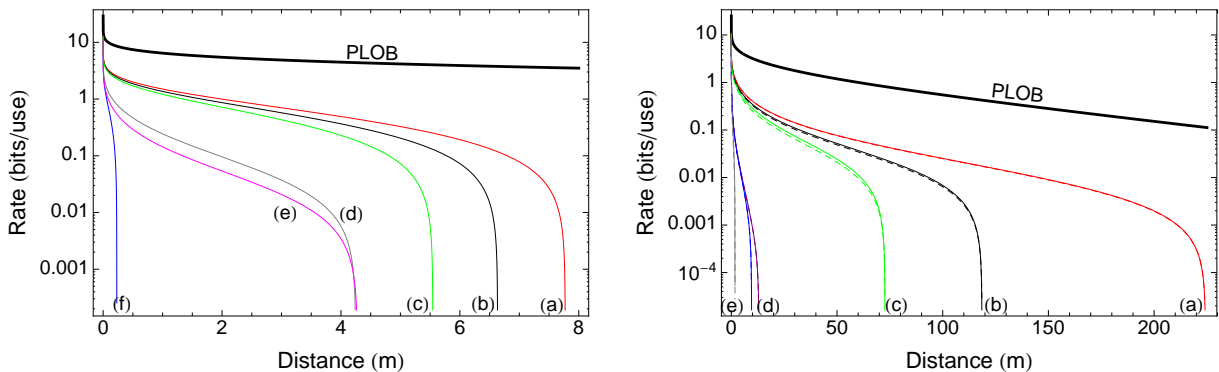 10
1
0.1
0.01
0.001
Rate (bits/use)
PLOB
(e)
(d)
(f)
(c)
(b)
(a)
0
2
4
6
8
Distance (m)
10
1
0.1
0.01
0.001
10⁻⁴
Rate (bits/use)
PLOB
(e)
(d)
(c)
(b)
(a)
0
50
100
150
200
Distance (m)